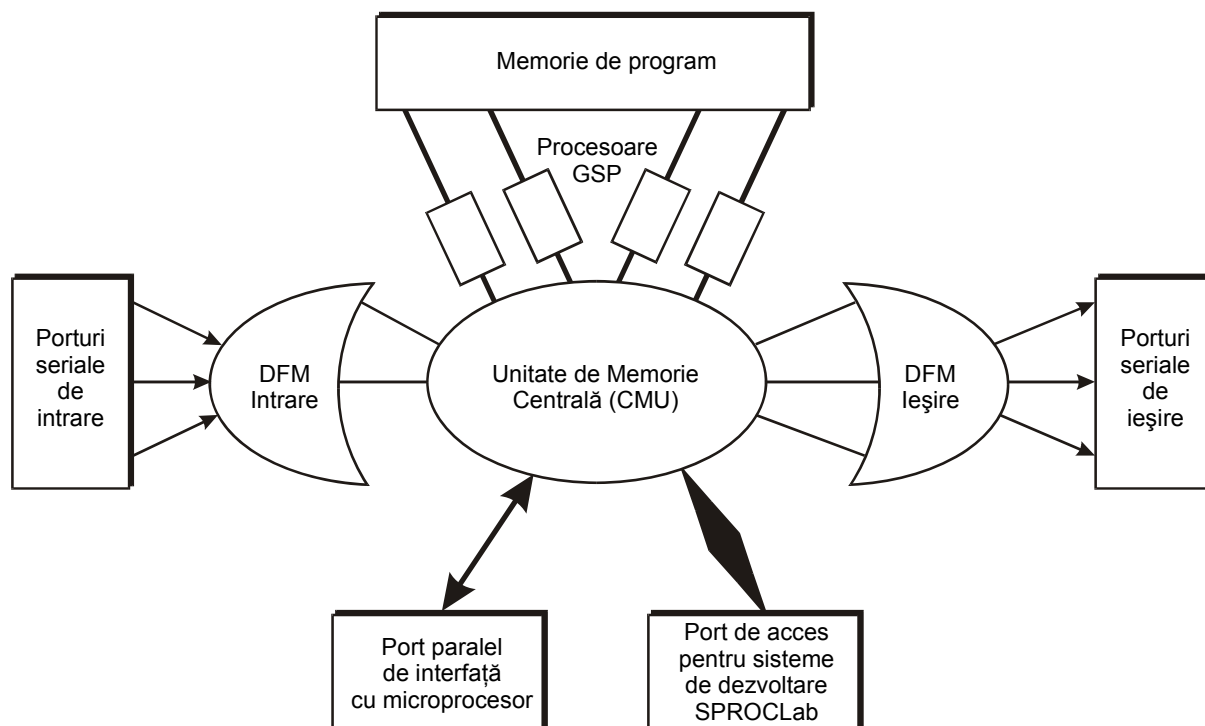 Memorie de program
Procesoare
GSP
Porturi
seriale
de
intrare
DFM
Intrare
Unitate de Memorie
Centrală (CMU)
DFM
Ieşire
Porturi
seriale
de
ieşire
Port paralel
de interfaţă
cu microprocesor
Port de acces
pentru sisteme
de dezvoltare
SPROCLab